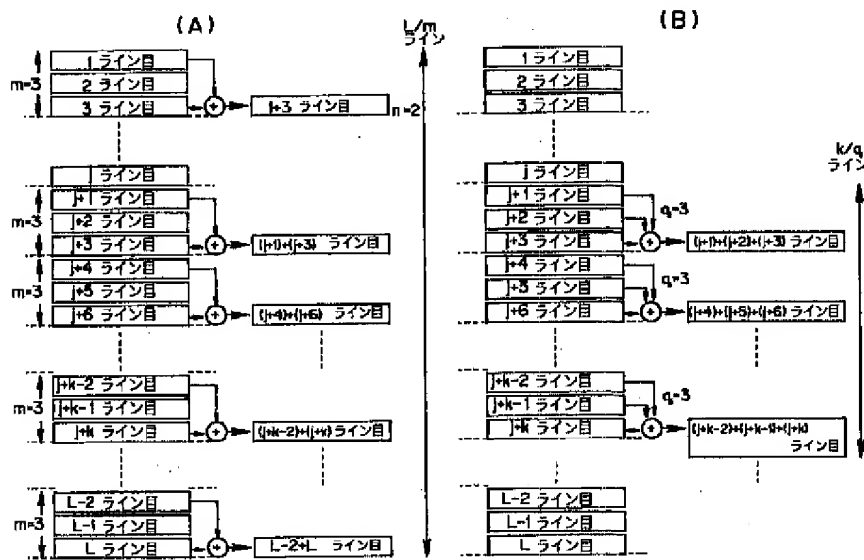 (A)
L/m
ライン
m=3
1 ライン目
2 ライン目
3 ライン目
1+3 ライン目
n=2
j ライン目
m=3
j+1 ライン目
j+2 ライン目
j+3 ライン目
(j+1)+(j+3) ライン目
m=3
j+4 ライン目
j+5 ライン目
j+6 ライン目
(j+4)+(j+6) ライン目
m=3
j+k-2 ライン目
j+k-1 ライン目
j+k ライン目
(j+k-2)+(j+k) ライン目
m=3
L-2 ライン目
L-1 ライン目
L ライン目
L-2+L ライン目
(B)
1 ライン目
2 ライン目
3 ライン目
k/q
ライン
j ライン目
j+1 ライン目
j+2 ライン目
j+3 ライン目
q=3
(j+1)+(j+2)+(j+3) ライン目
j+4 ライン目
j+5 ライン目
j+6 ライン目
q=3
(j+4)+(j+5)+(j+6) ライン目
j+k-2 ライン目
j+k-1 ライン目
j+k ライン目
q=3
(j+k-2)+(j+k-1)+(j+k)
ライン目
L-2 ライン目
L-1 ライン目
L ライン目